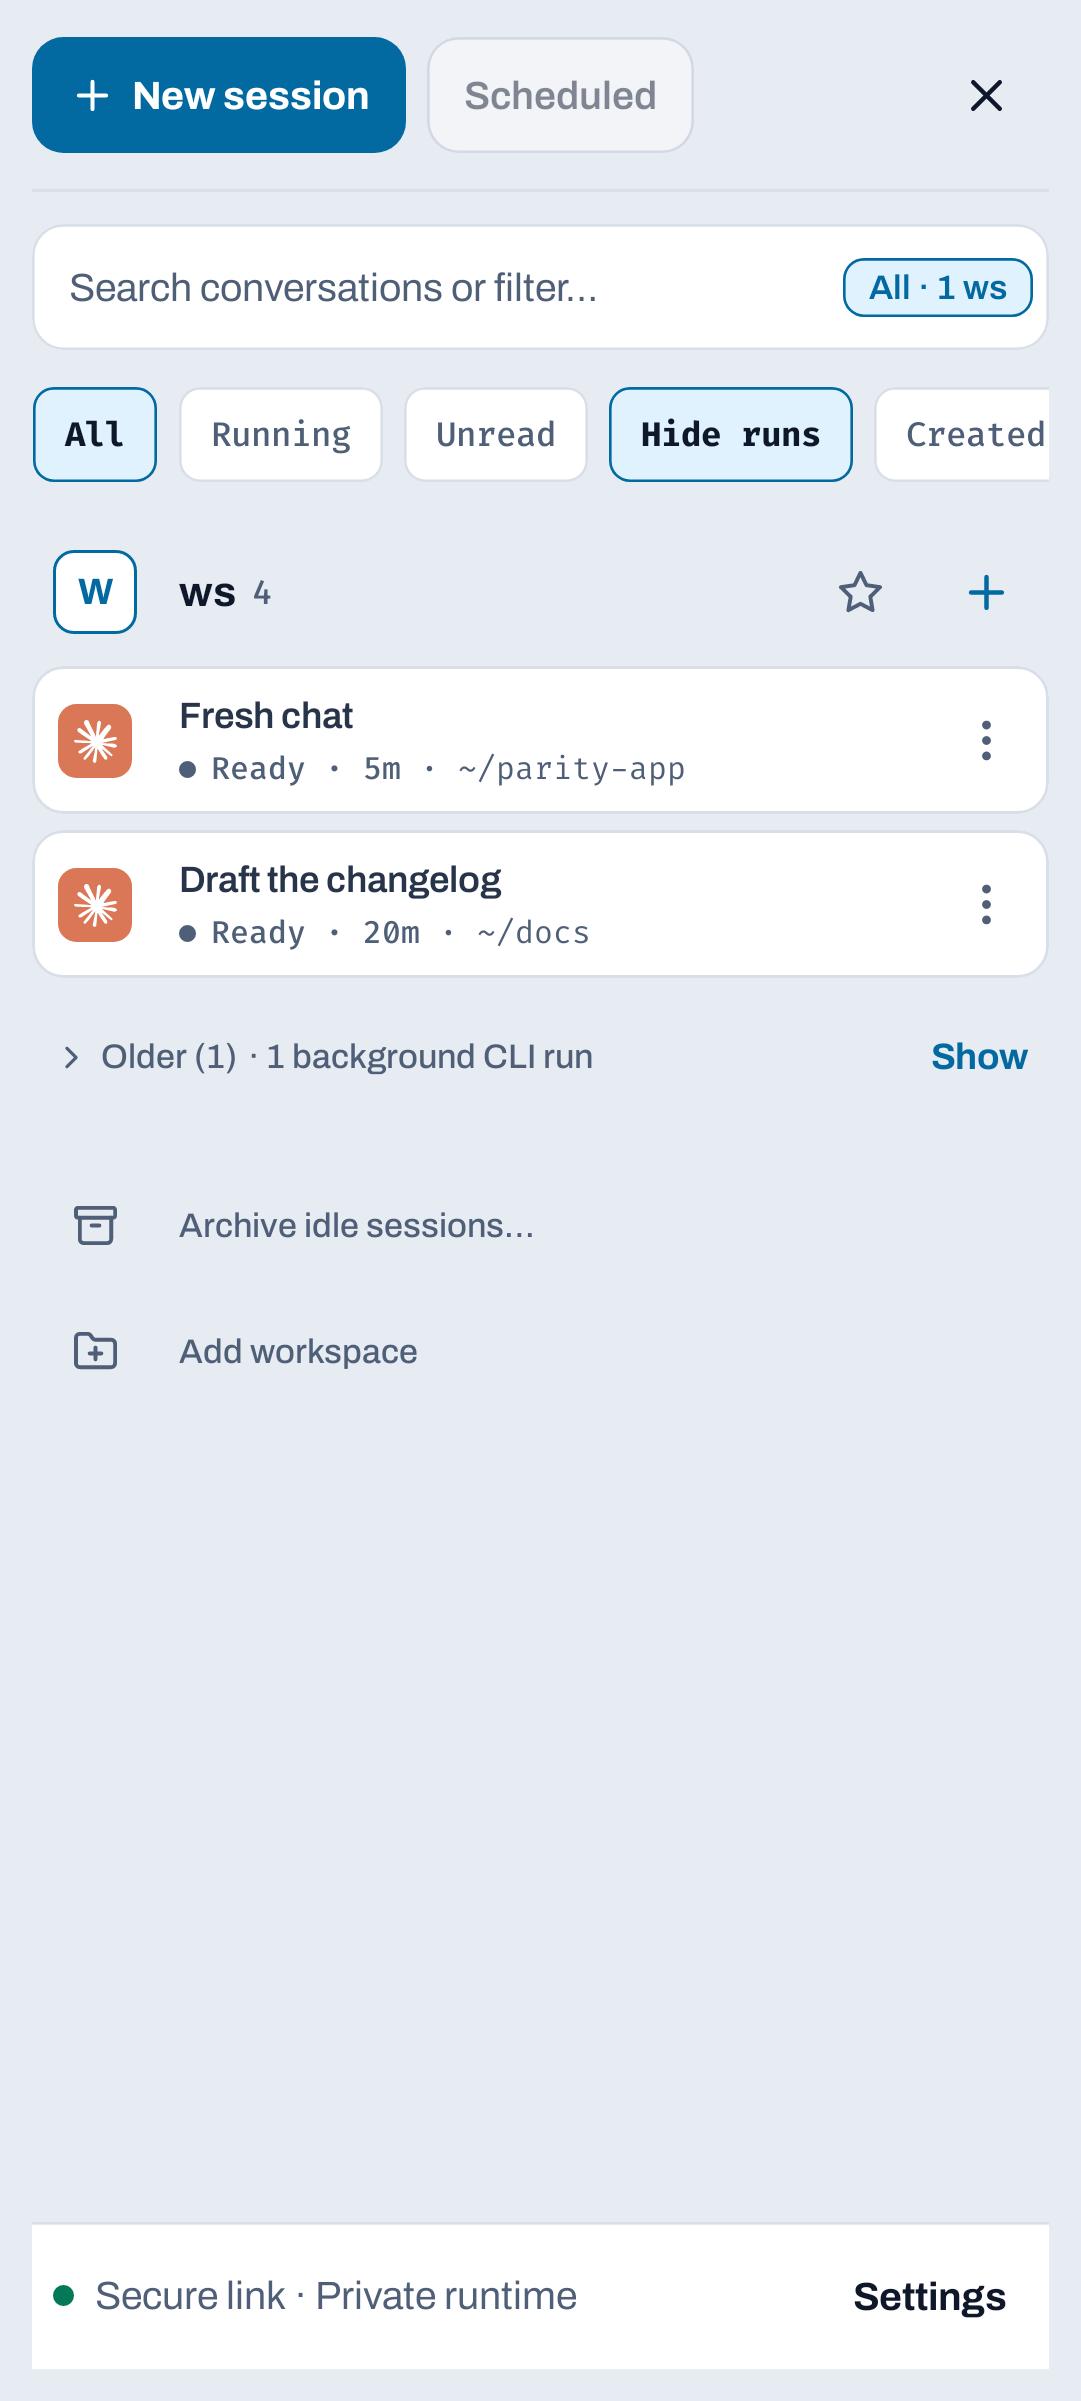 New session
Scheduled
Search conversations or filter...
All · 1 ws
All
Running
Unread
Hide runs
Created
W
ws 4
Fresh chat
Ready · 5m · ~/parity-app
Draft the changelog
Ready · 20m · ~/docs
Older (1) · 1 background CLI run
Show
Archive idle sessions...
Add workspace
Secure link · Private runtime
Settings